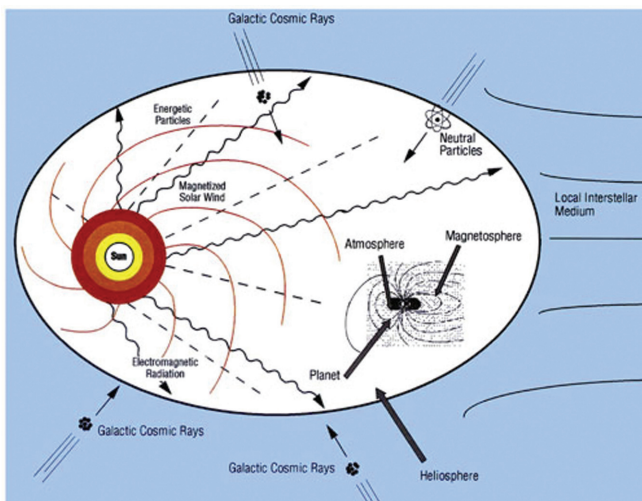 Galactic Cosmic Rays
Energetic
Particles
Neutral
Particles
Magnetized
Solar Wind
Local Interstellar
Medium
Sun
Atmosphere
Magnetosphere
Planet
Electromagnetic
Radiation
Galactic Cosmic Rays
Galactic Cosmic Rays
Heliosphere